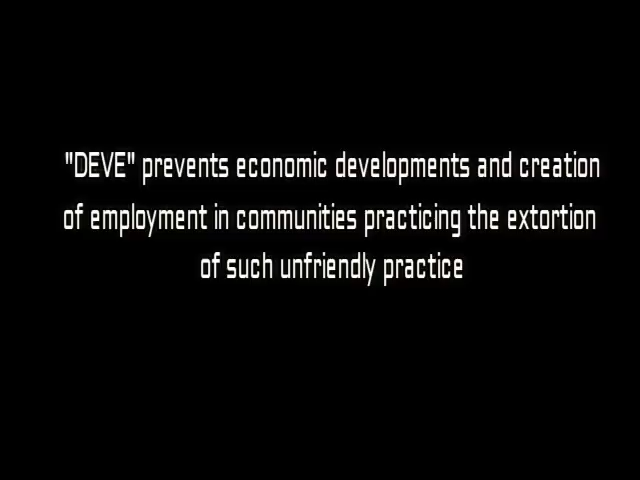 "DEVE" prevents economic developments and creation
of employment in communities practicing the extortion
of such unfriendly practice